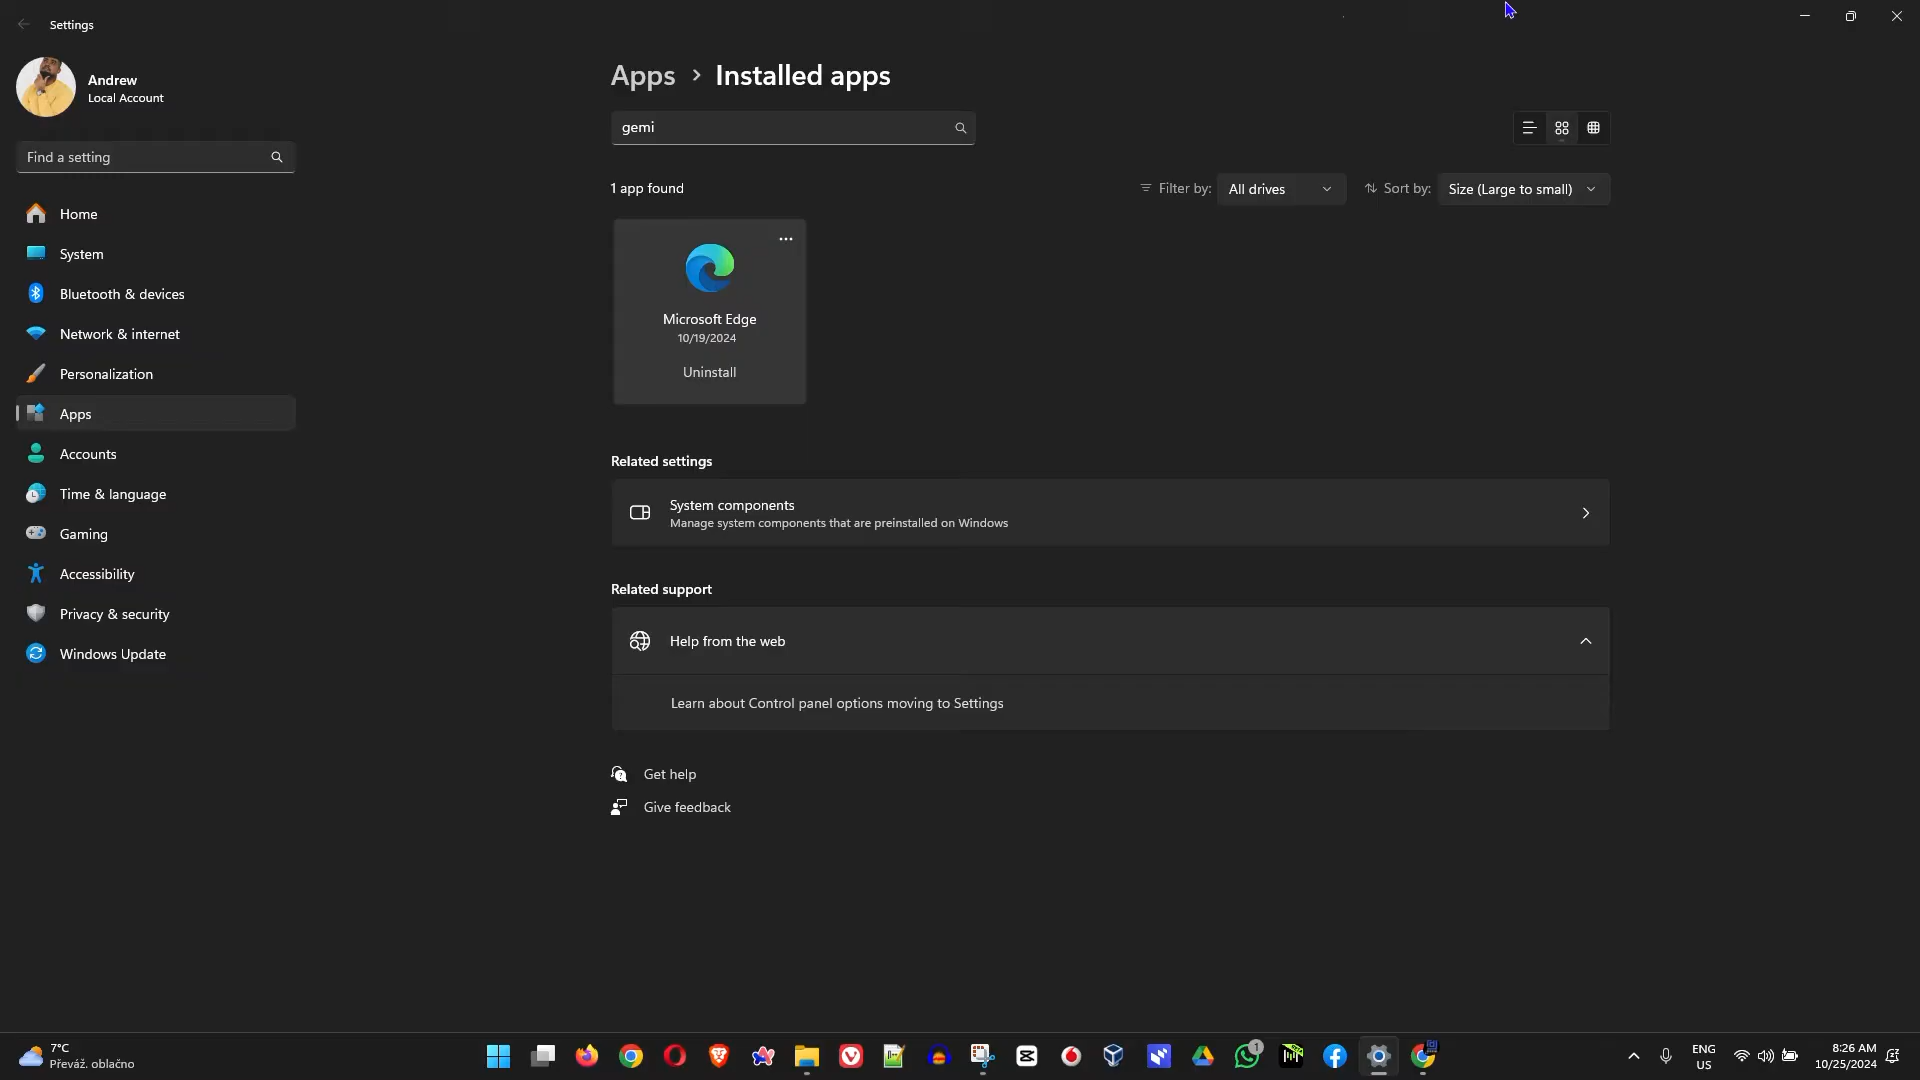 Settings
Andrew
Local Account
Find a setting
Home
System
Bluetooth & devices
Network & internet
Personalization
Apps
Accounts
Time & language
Gaming
Accessibility
Privacy & security
Windows Update
Apps > Installed apps
gemi
1 app found
Filter by: All drives
Sort by: Size (Large to small)
Microsoft Edge
10/19/2024
Uninstall
Related settings
System components
Manage system components that are preinstalled on Windows
Related support
Help from the web
Learn about Control panel options moving to Settings
Get help
Give feedback
7°C
Převáž. oblačno
1
ENG
US
8:26 AM
10/25/2024